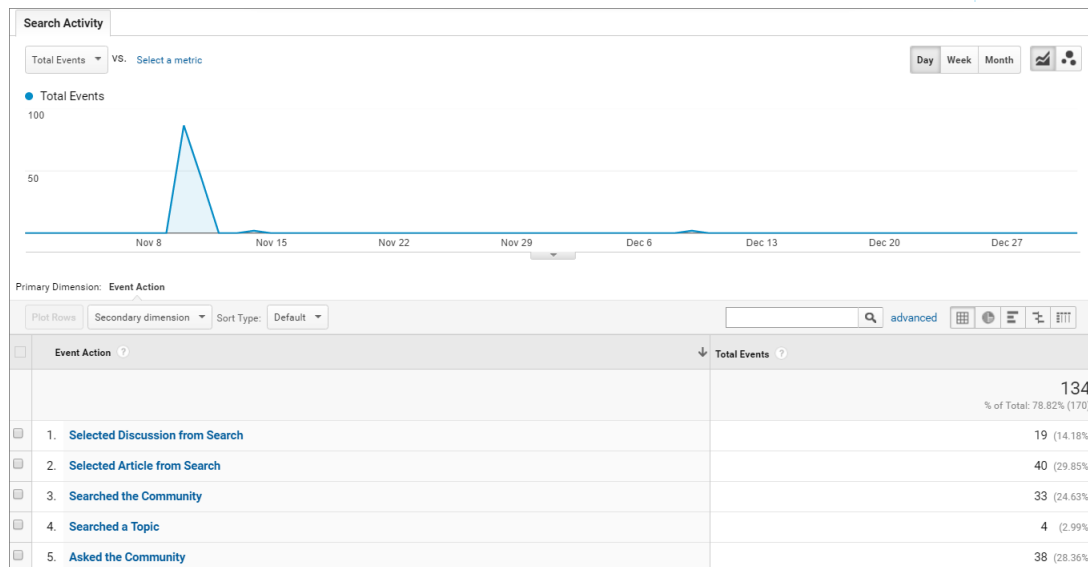 Search Activity
Total Events VS. Select a metric Day Week Month
Total Events
100
50
Nov 8 Nov 15 Nov 22 Nov 29 Dec 6 Dec 13 Dec 20 Dec 27
Primary Dimension: Event Action
Plot Rows Secondary dimension Sort Type: Default advanced
Event Action ? Total Events ?
134
% of Total: 78.82% (170)
1. Selected Discussion from Search 19 (14.18%
2. Selected Article from Search 40 (29.85%
3. Searched the Community 33 (24.63%
4. Searched a Topic 4 (2.99%
5. Asked the Community 38 (28.36%